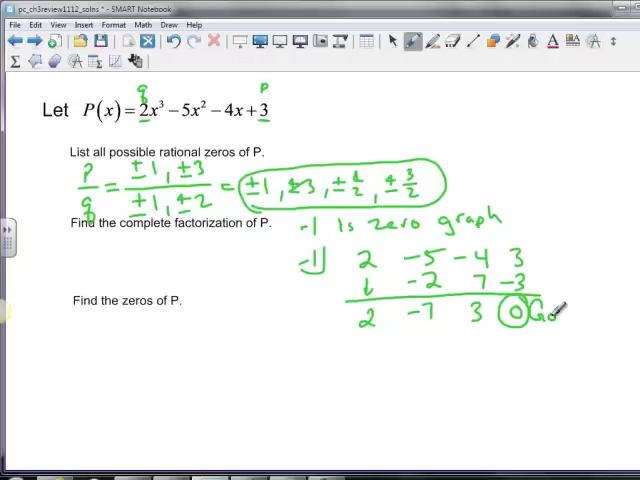 pc_ch3review1112_solns * - SMART Notebook
File Edit View Insert Format Tools Draw Help
q p
Let P(x) = 2x³ − 5x² − 4x + 3
List all possible rational zeros of P.
p/q = ±1, ±3 / ±1, ±2 = ±1, ±3, ±1/2, ±3/2
Find the complete factorization of P.
-1 is zero graph
-1 2 -5 -4 3
↓ -2 7 -3
Find the zeros of P.
2 -7 3 0 Go